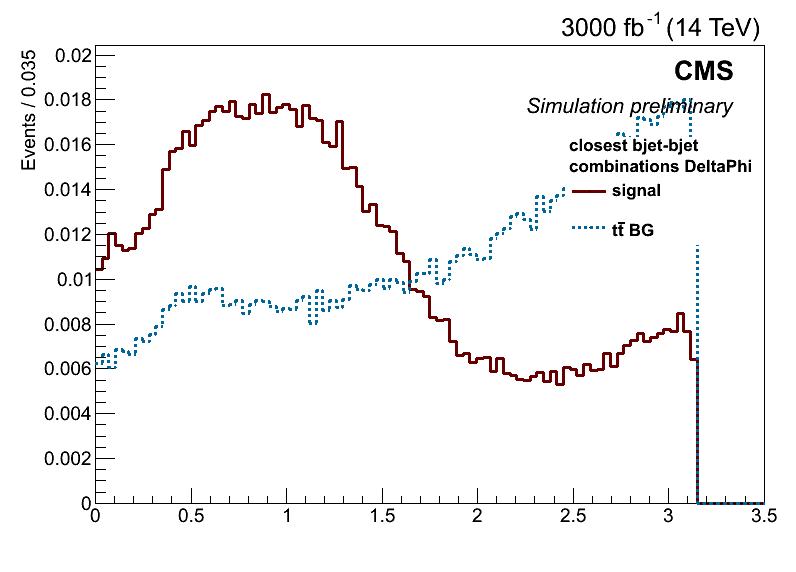 3000 fb⁻¹ (14 TeV)
Events / 0.035
0.02
0.018
0.016
0.014
0.012
0.01
0.008
0.006
0.004
0.002
0
CMS
Simulation preliminary
closest bjet-bjet
combinations DeltaPhi
signal
tt̄ BG
0 0.5 1 1.5 2 2.5 3 3.5